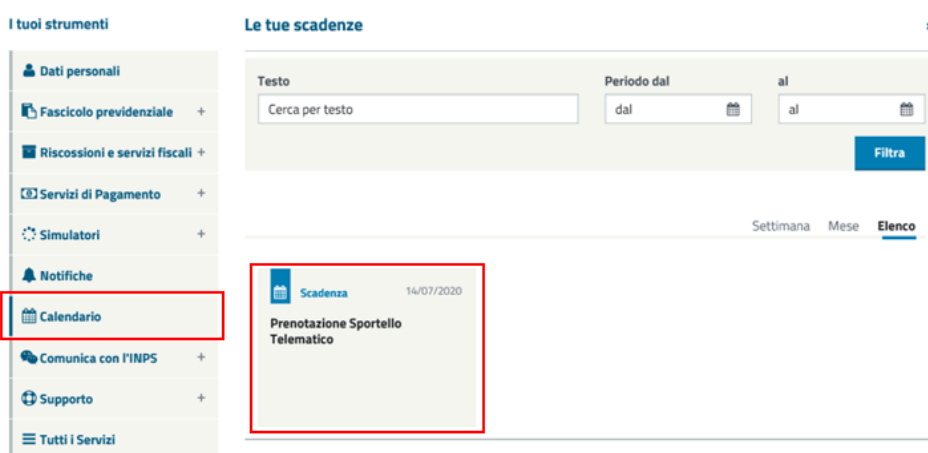 I tuoi strumenti
Dati personali
Fascicolo previdenziale +
Riscossioni e servizi fiscali +
Servizi di Pagamento +
Simulatori +
Notifiche
Calendario
Comunica con l'INPS +
Supporto +
Tutti i Servizi
Le tue scadenze
Testo
Cerca per testo
Periodo dal
dal
al
al
Filtra
Settimana Mese Elenco
Scadenza 14/07/2020
Prenotazione Sportello
Telematico